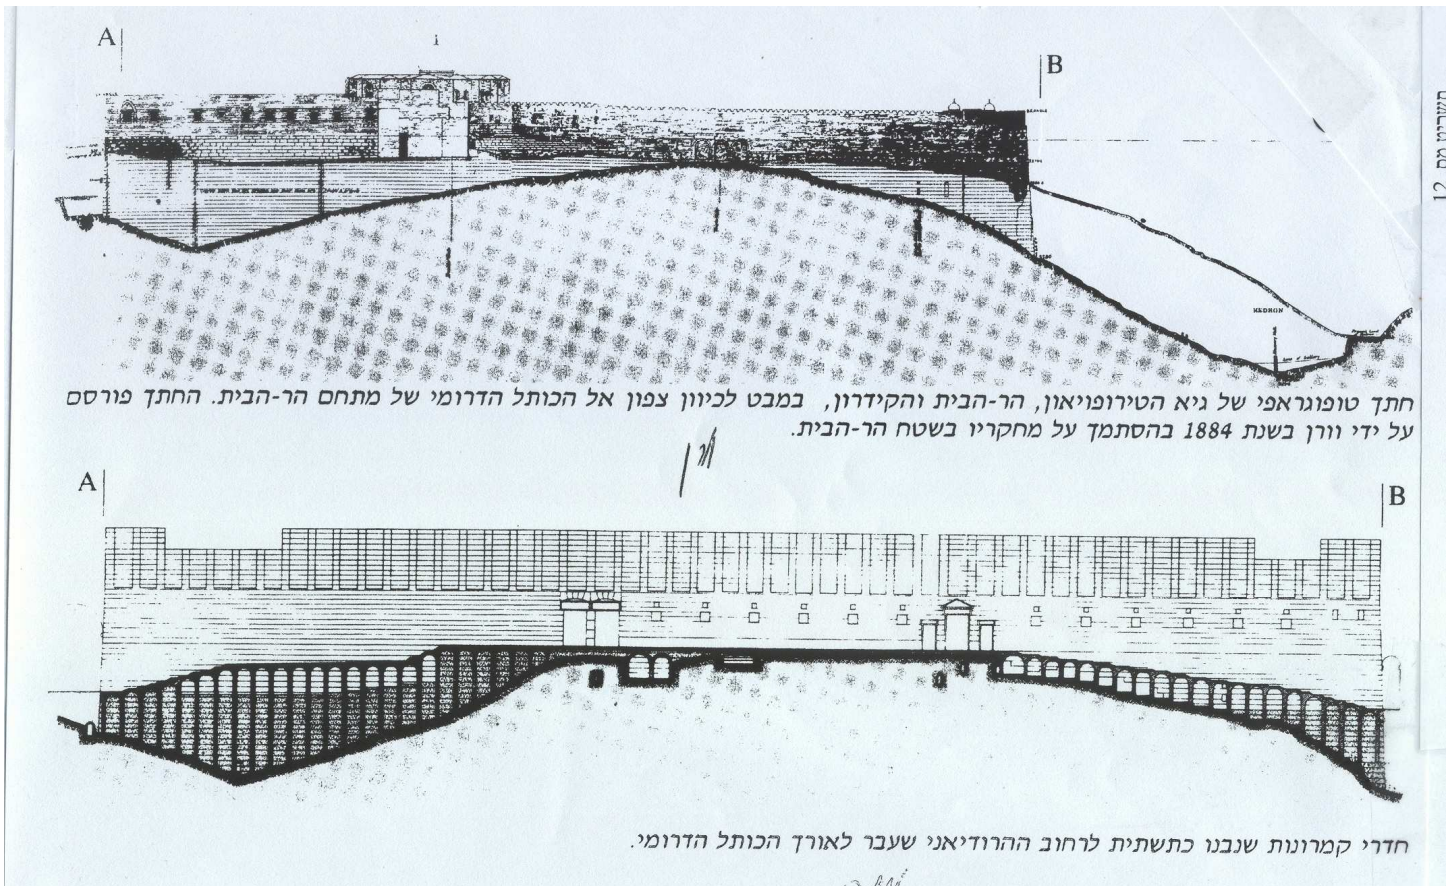 A
B
KEDRON
חתך טופוגראפי של גיא הטירופויאון, הר-הבית והקידרון, במבט לכיוון צפון אל הכותל הדרומי של מתחם הר-הבית. החתך פורסם
על ידי וורן בשנת 1884 בהסתמך על מחקריו בשטח הר-הבית.
A
B
חדרי קמרונות שנבנו כתשתית לרחוב ההרודיאני שעבר לאורך הכותל הדרומי.